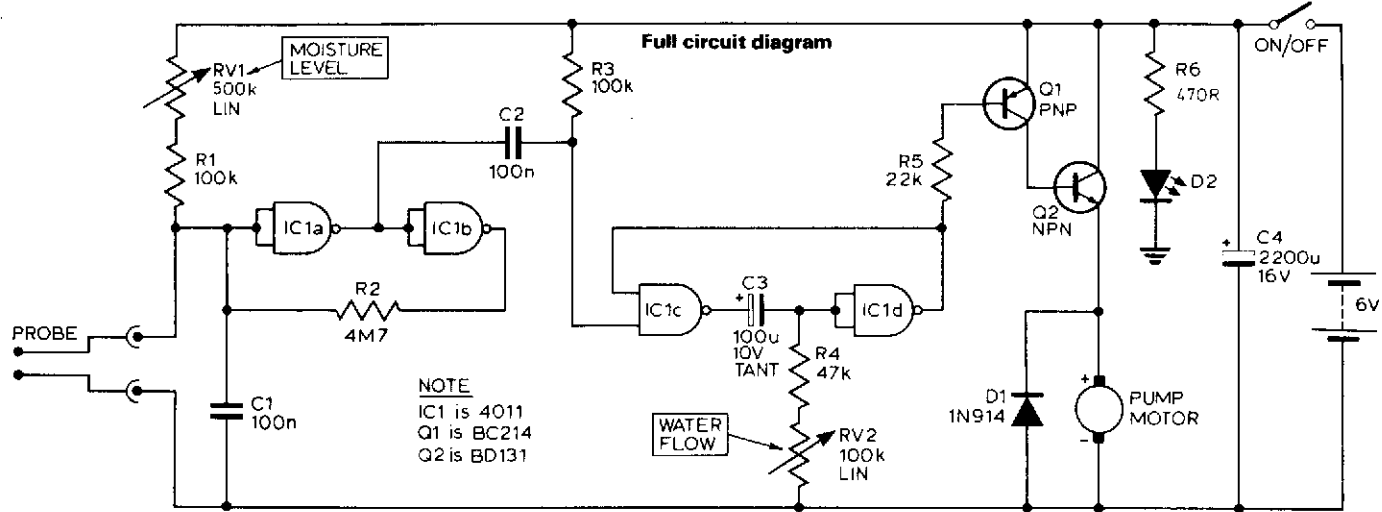 Full circuit diagram
ON/OFF
MOISTURE
LEVEL
RV1
500k
LIN
R1
100k
R3
100k
C2
100n
IC1a
IC1b
R2
4M7
PROBE
C1
100n
NOTE
IC1 is 4011
Q1 is BC214
Q2 is BD131
IC1c
C3
+
100u
10V
TANT
IC1d
R4
47k
WATER
FLOW
RV2
100k
LIN
R5
22k
Q1
PNP
Q2
NPN
R6
470R
D2
+
C4
2200u
16V
6V
D1
1N914
+
PUMP
MOTOR
-